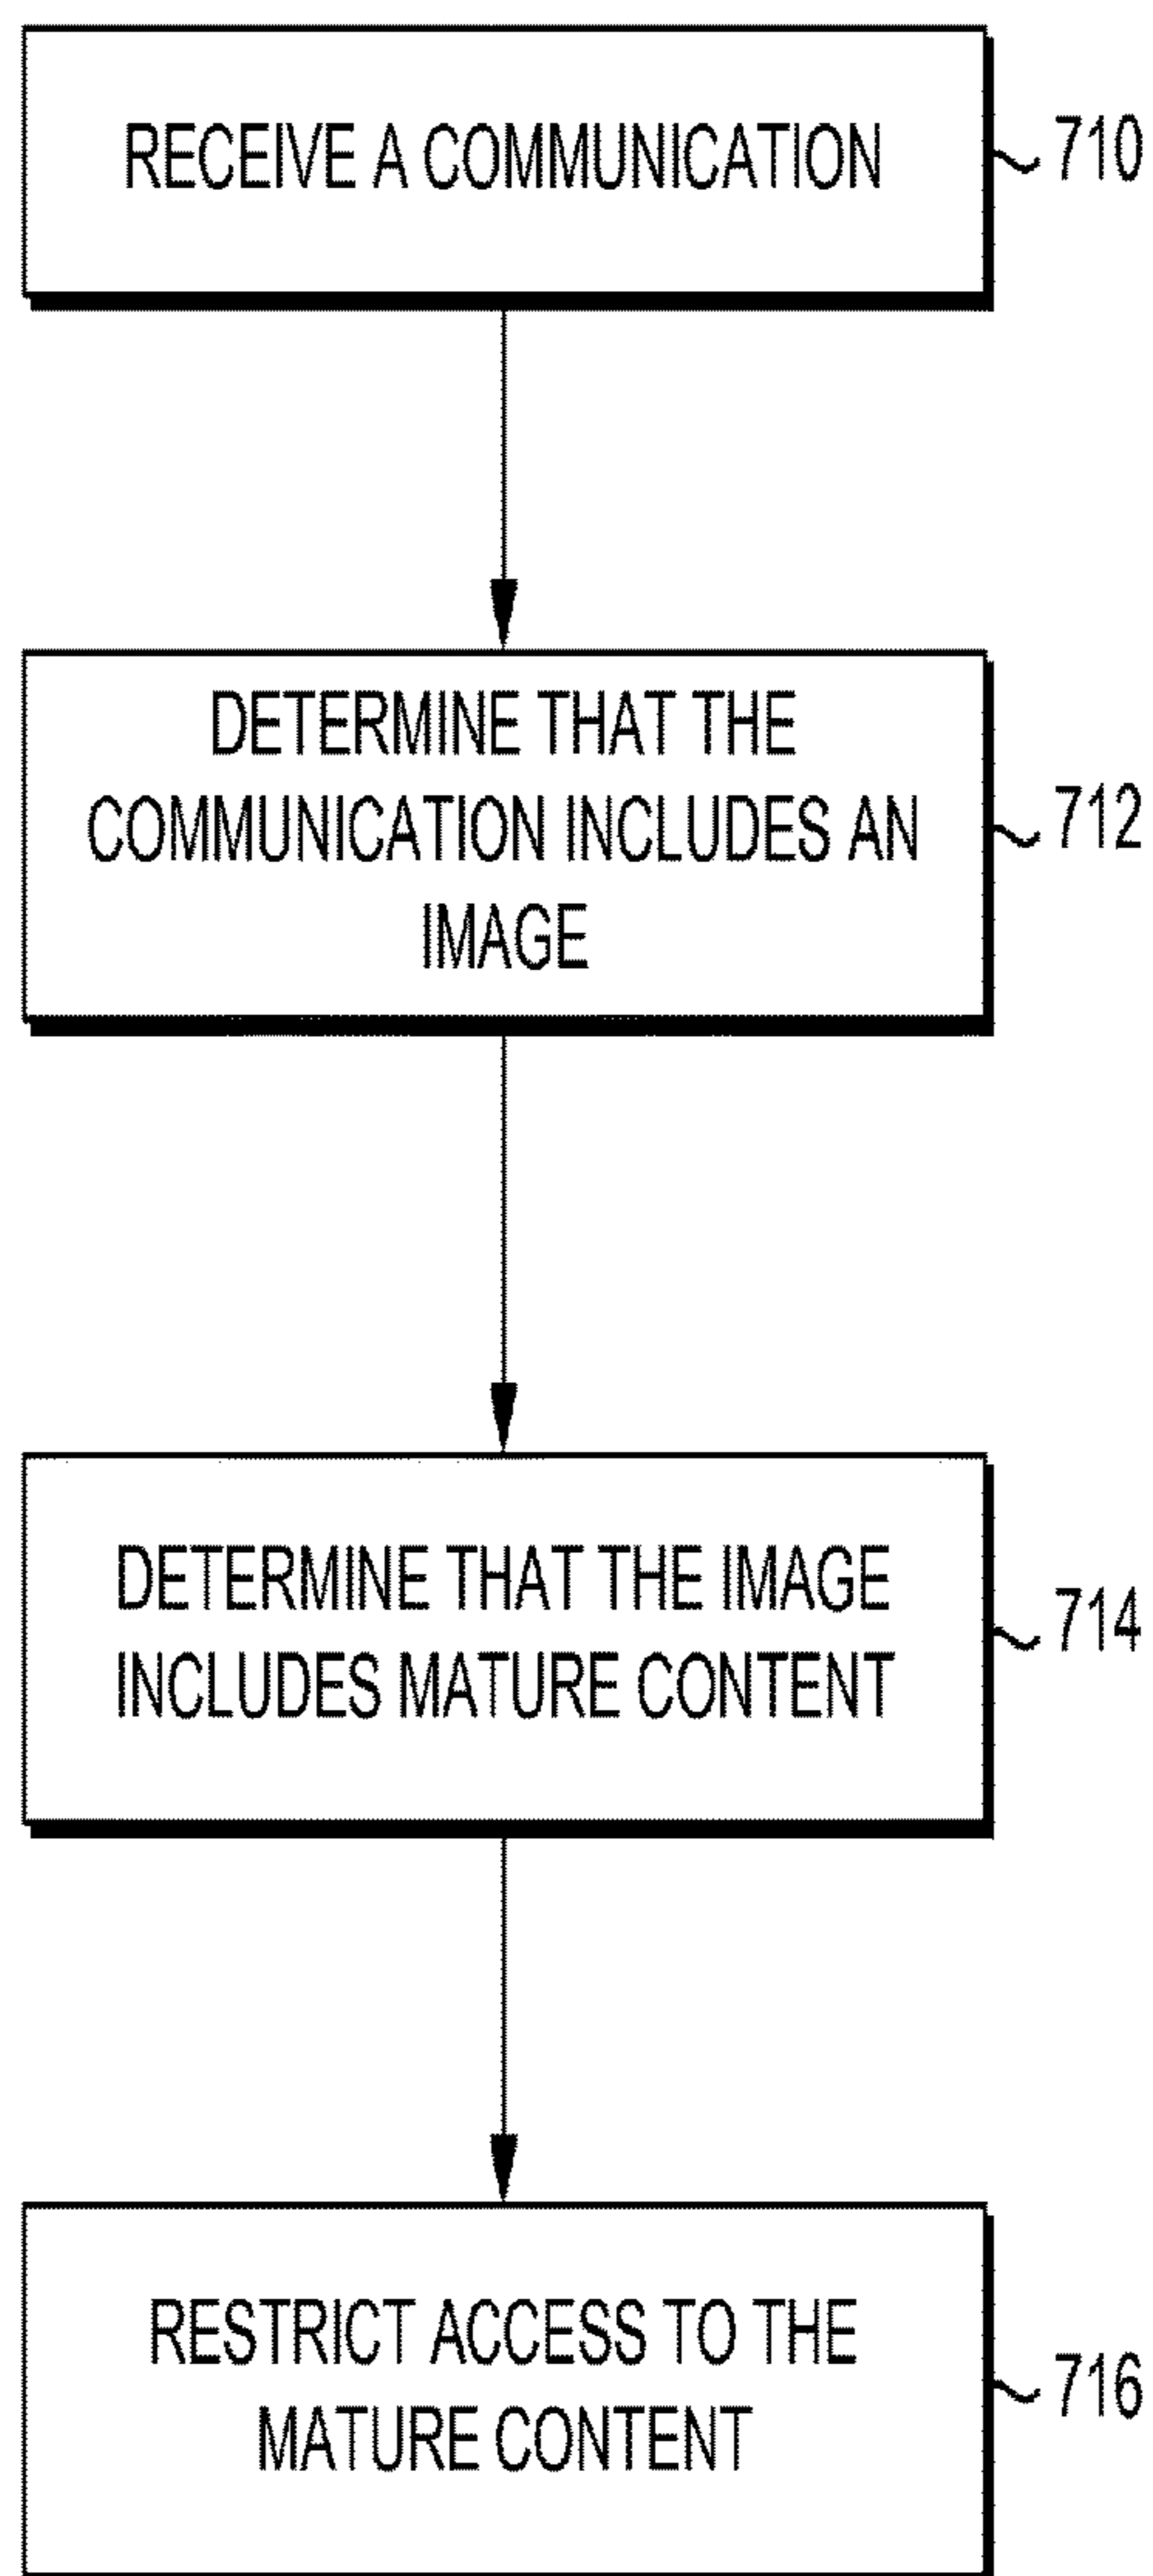 RECEIVE A COMMUNICATION
710
DETERMINE THAT THE
COMMUNICATION INCLUDES AN
IMAGE
712
DETERMINE THAT THE IMAGE
INCLUDES MATURE CONTENT
714
RESTRICT ACCESS TO THE
MATURE CONTENT
716